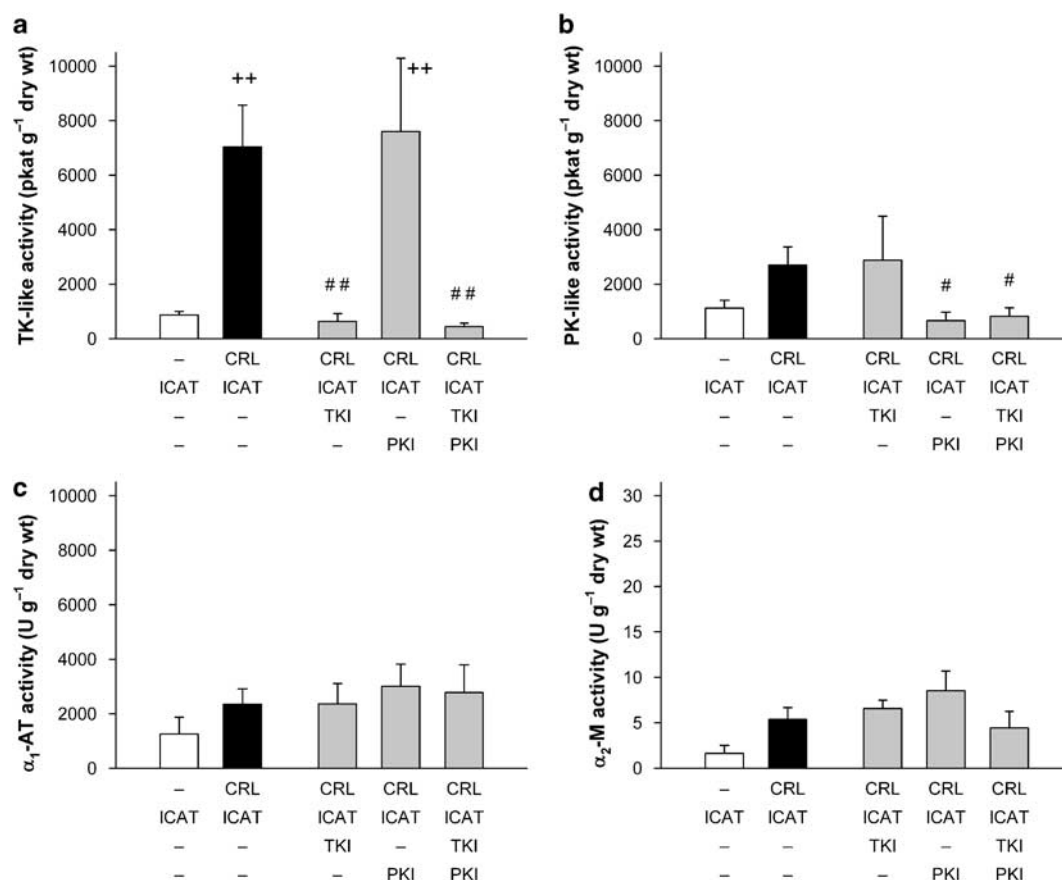 a
TK-like activity (pkat g⁻¹ dry wt)
10000
8000
6000
4000
2000
0
++
##
++
##
– CRL CRL CRL CRL
ICAT ICAT ICAT ICAT ICAT
– – TKI – TKI
– – – PKI PKI
b
PK-like activity (pkat g⁻¹ dry wt)
10000
8000
6000
4000
2000
0
#
#
– CRL CRL CRL CRL
ICAT ICAT ICAT ICAT ICAT
– – TKI – TKI
– – – PKI PKI
c
α₁-AT activity (U g⁻¹ dry wt)
10000
8000
6000
4000
2000
0
– CRL CRL CRL CRL
ICAT ICAT ICAT ICAT ICAT
– – TKI – TKI
– – – PKI PKI
d
α₂-M activity (U g⁻¹ dry wt)
30
25
20
15
10
5
0
– CRL CRL CRL CRL
ICAT ICAT ICAT ICAT ICAT
– – TKI – TKI
– – – PKI PKI